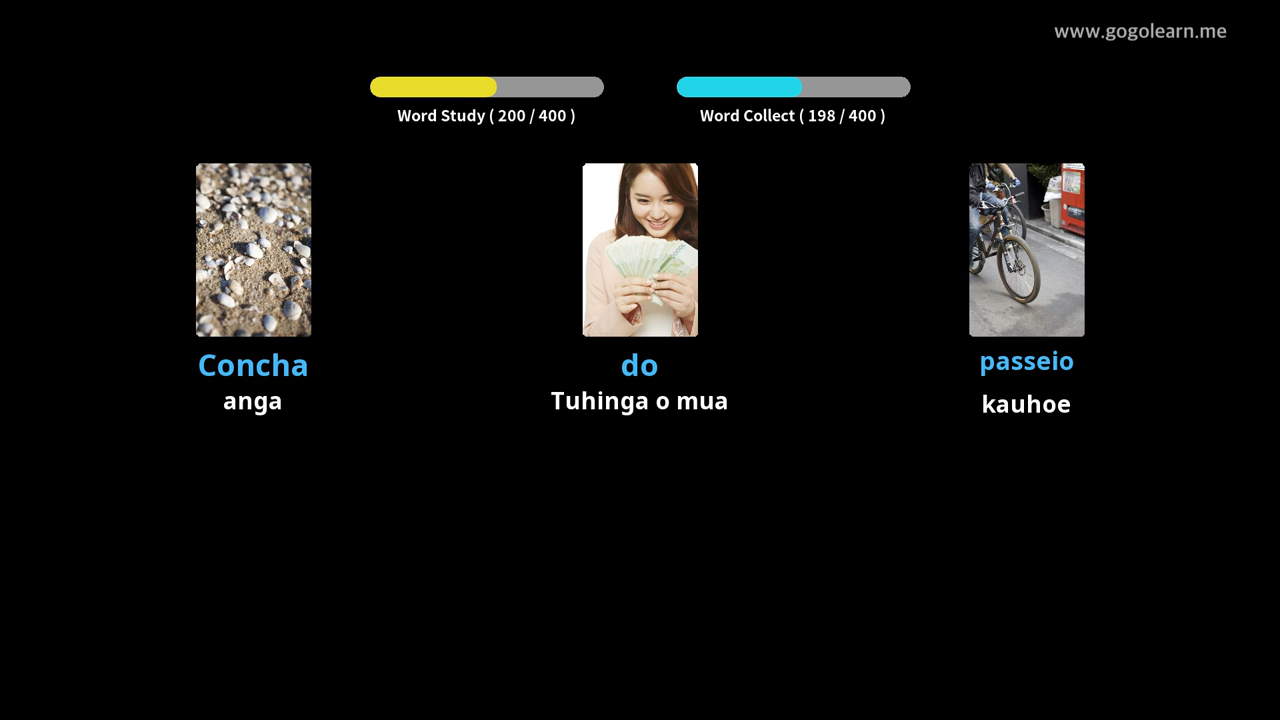 www.gogolearn.me
Word Study ( 200 / 400 )
Word Collect ( 198 / 400 )
Concha
do
passeio
anga
Tuhinga o mua
kauhoe